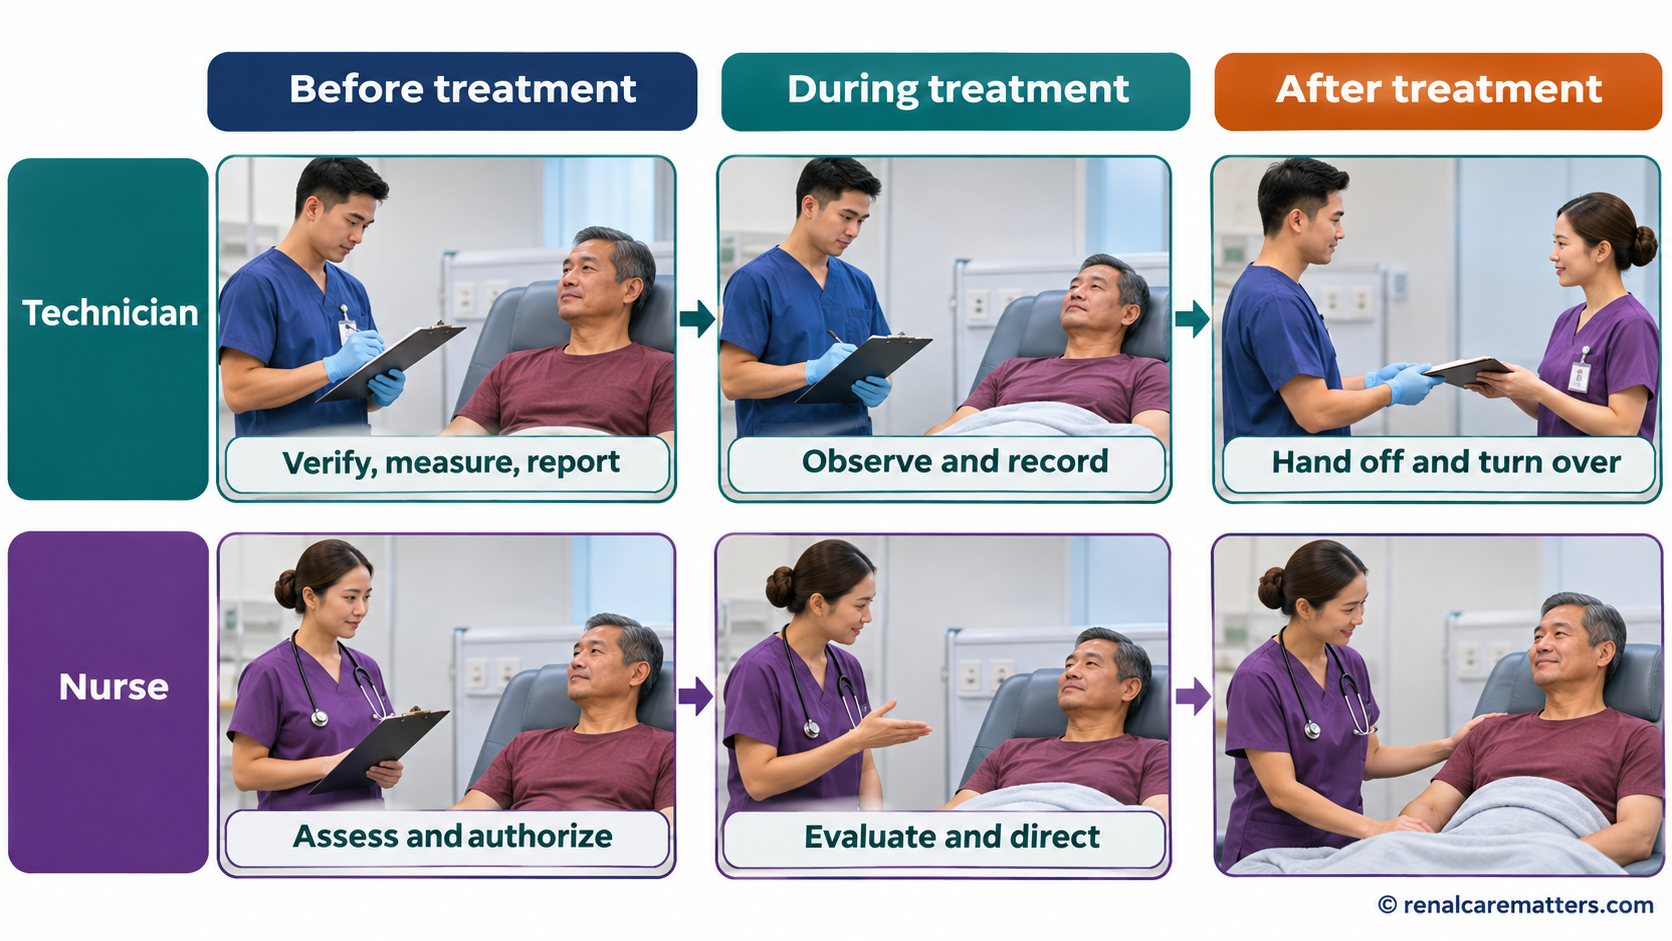 Before treatment
During treatment
After treatment
Technician
Verify, measure, report
Observe and record
Hand off and turn over
Nurse
Assess and authorize
Evaluate and direct
© renalcarematters.com